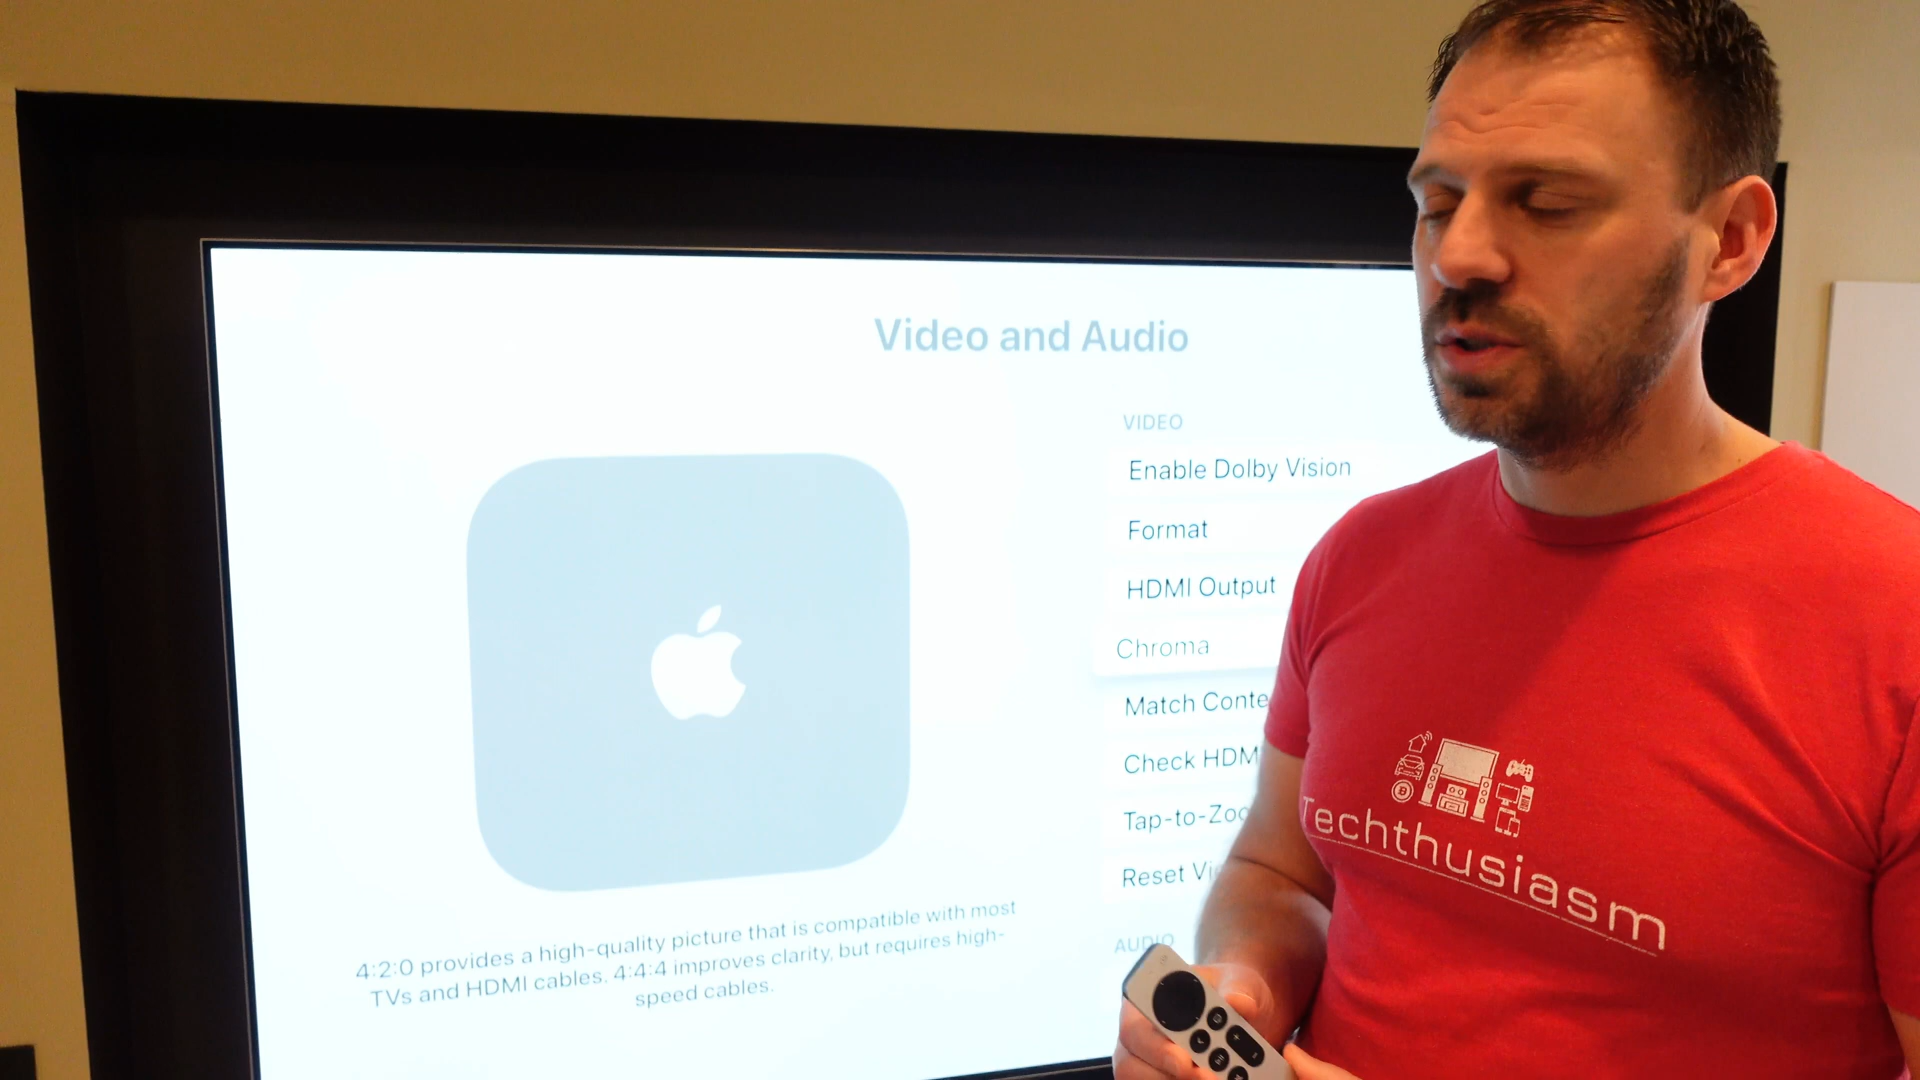 Video and Audio
VIDEO
Enable Dolby Vision
Format
HDMI Output
Chroma
Match Conte
Check HDM
Tap-to-Zoo
Reset Vi
AUDIO
4:2:0 provides a high-quality picture that is compatible with most
TVs and HDMI cables. 4:4:4 improves clarity, but requires high-
speed cables.
Techthusiasm